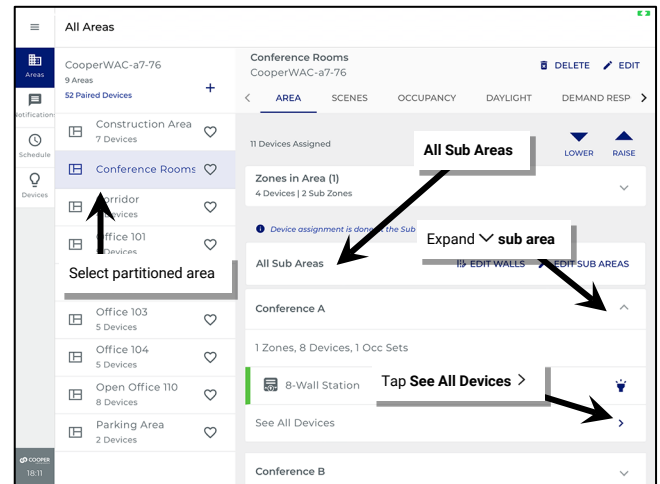 All Areas
Areas
Notification
Schedule
Devices
CooperWAC-a7-76
9 Areas
52 Paired Devices
+
Construction Area
7 Devices
Conference Rooms
Corridor
Devices
Office 101
Devices
Select partitioned area
Office 103
5 Devices
Office 104
5 Devices
Open Office 110
8 Devices
Parking Area
2 Devices
COOPER
18:11
Conference Rooms
CooperWAC-a7-76
DELETE
EDIT
AREA SCENES OCCUPANCY DAYLIGHT DEMAND RESP
11 Devices Assigned
All Sub Areas
LOWER RAISE
Zones in Area (1)
4 Devices | 2 Sub Zones
Device assignment is done at the Sub
Expand sub area
All Sub Areas
EDIT WALLS
EDIT SUB AREAS
Conference A
1 Zones, 8 Devices, 1 Occ Sets
8-Wall Station
Tap See All Devices >
See All Devices
Conference B